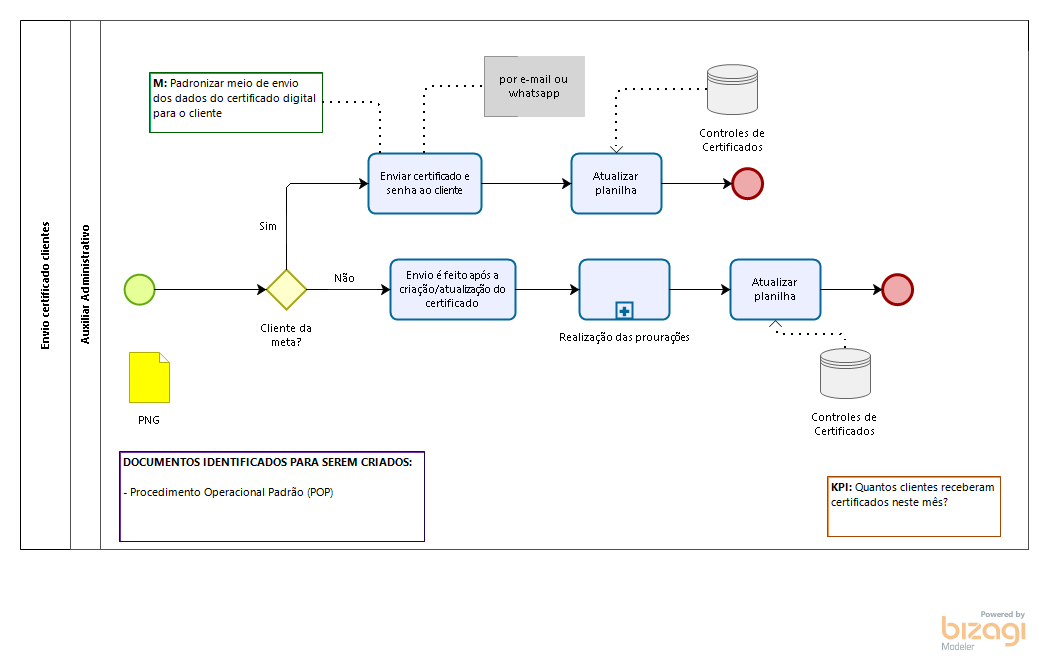 Envio certificado clientes
Auxiliar Administrativo
M: Padronizar meio de envio
dos dados do certificado digital
para o cliente
por e-mail ou
whatsapp
Controles de
Certificados
Enviar certificado e
senha ao cliente
Atualizar
planilha
Sim
Não
Cliente da
meta?
Envio é feito após a
criação/atualização do
certificado
Realização das prourações
Atualizar
planilha
Controles de
Certificados
PNG
DOCUMENTOS IDENTIFICADOS PARA SEREM CRIADOS:
- Procedimento Operacional Padrão (POP)
KPI: Quantos clientes receberam
certificados neste mês?
Powered by
bizagi
Modeler